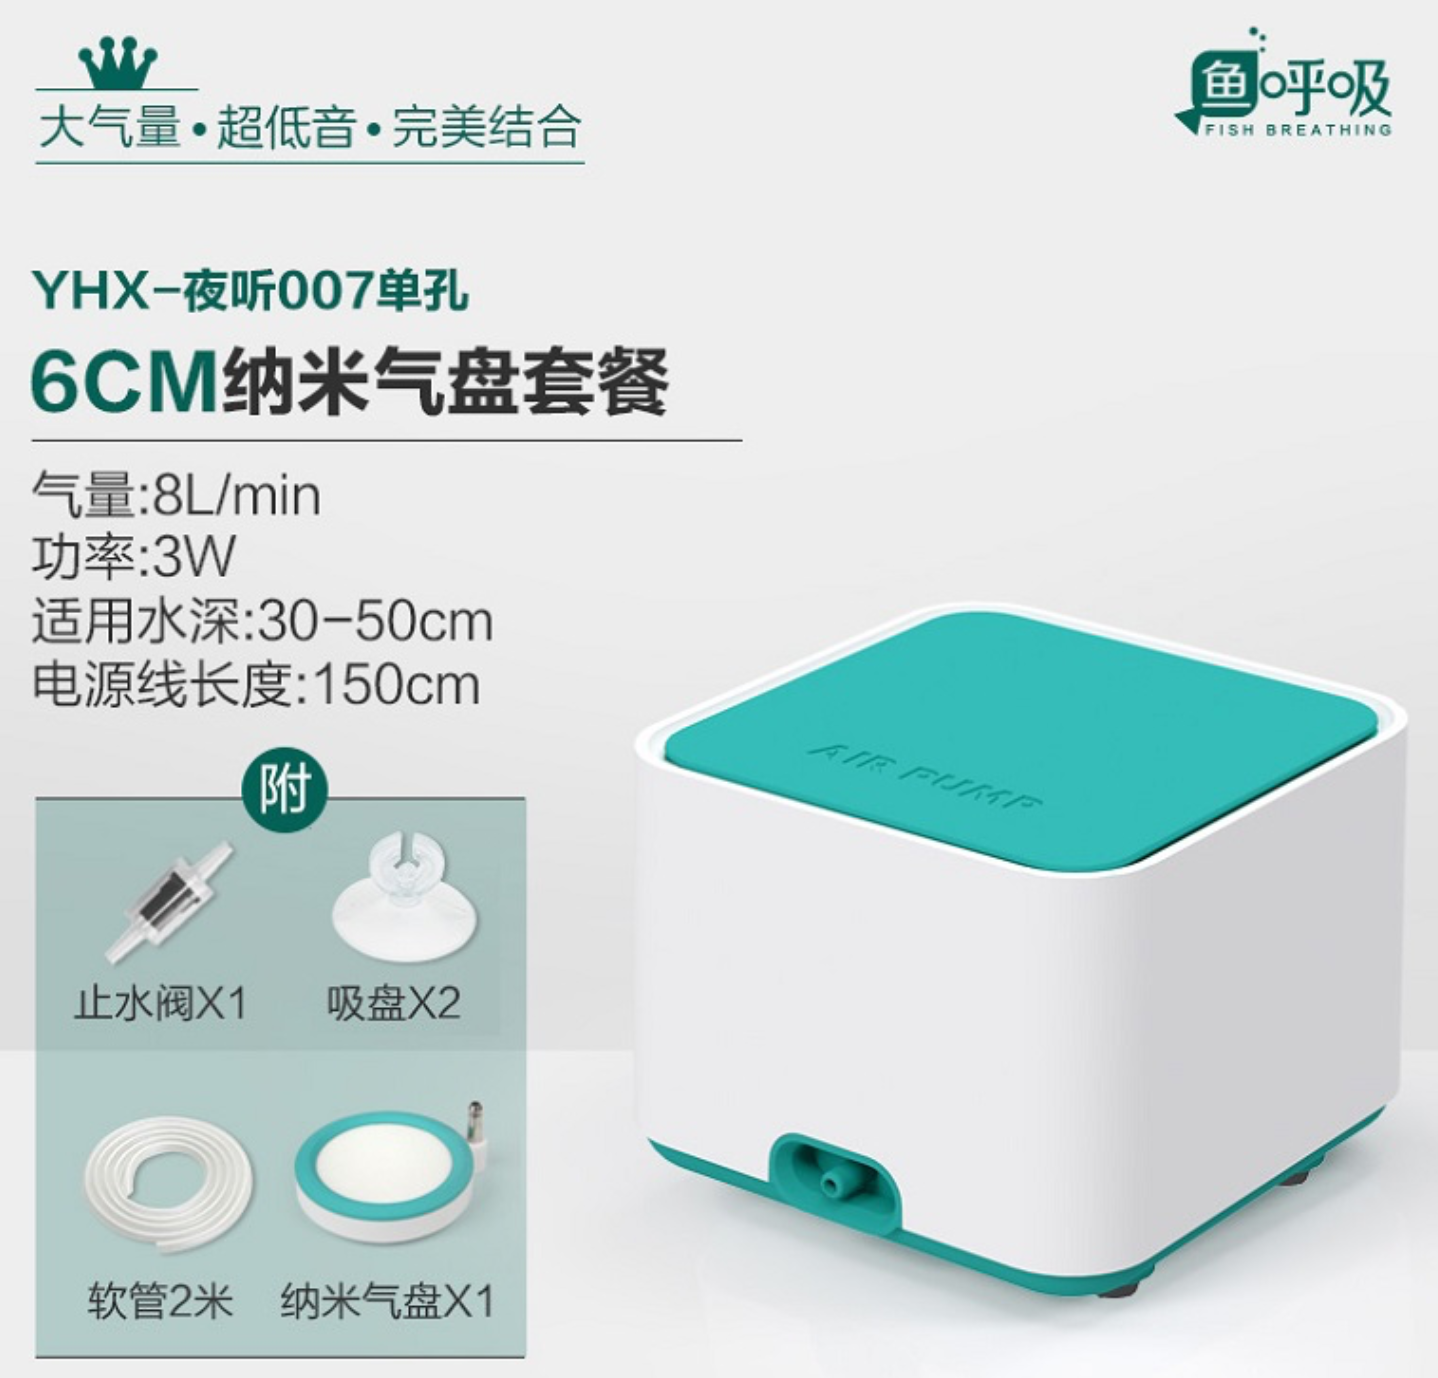 大气量•超低音•完美结合
鱼呼吸
FISH BREATHING
YHX-夜听007单孔
6CM纳米气盘套餐
气量:8L/min
功率:3W
适用水深:30-50cm
电源线长度:150cm
AIR PUMP
附
止水阀X1
吸盘X2
软管2米
纳米气盘X1